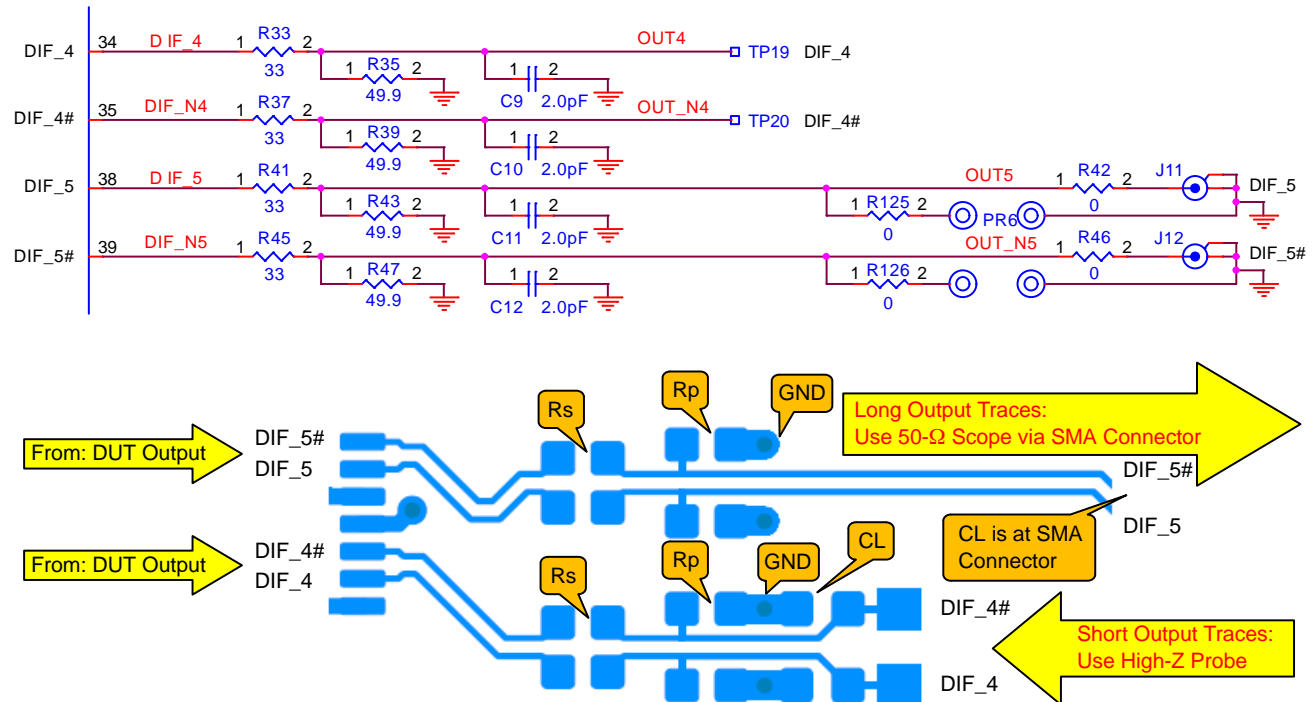 DIF_4 34 D IF_4 1 R33 2 OUT4 TP19 DIF_4
33
1 R35 2 1 2
49.9 C9 2.0pF
DIF_4# 35 DIF_N4 1 R37 2 OUT_N4 TP20 DIF_4#
33
1 R39 2 1 2
49.9 C10 2.0pF
DIF_5 38 D IF_5 1 R41 2 OUT5 1 R42 2 J11 DIF_5
33 0
1 R43 2 1 2 1 R125 2 PR6
49.9 C11 2.0pF 0
DIF_5# 39 DIF_N5 1 R45 2 OUT_N5 1 R46 2 J12 DIF_5#
33 0
1 R47 2 1 2 1 R126 2
49.9 C12 2.0pF 0
From: DUT Output
DIF_5#
DIF_5
Rs
Rp
GND
Long Output Traces:
Use 50-Ω Scope via SMA Connector
DIF_5#
DIF_5
CL is at SMA
Connector
From: DUT Output
DIF_4#
DIF_4
Rs
Rp
GND
CL
DIF_4#
DIF_4
Short Output Traces:
Use High-Z Probe